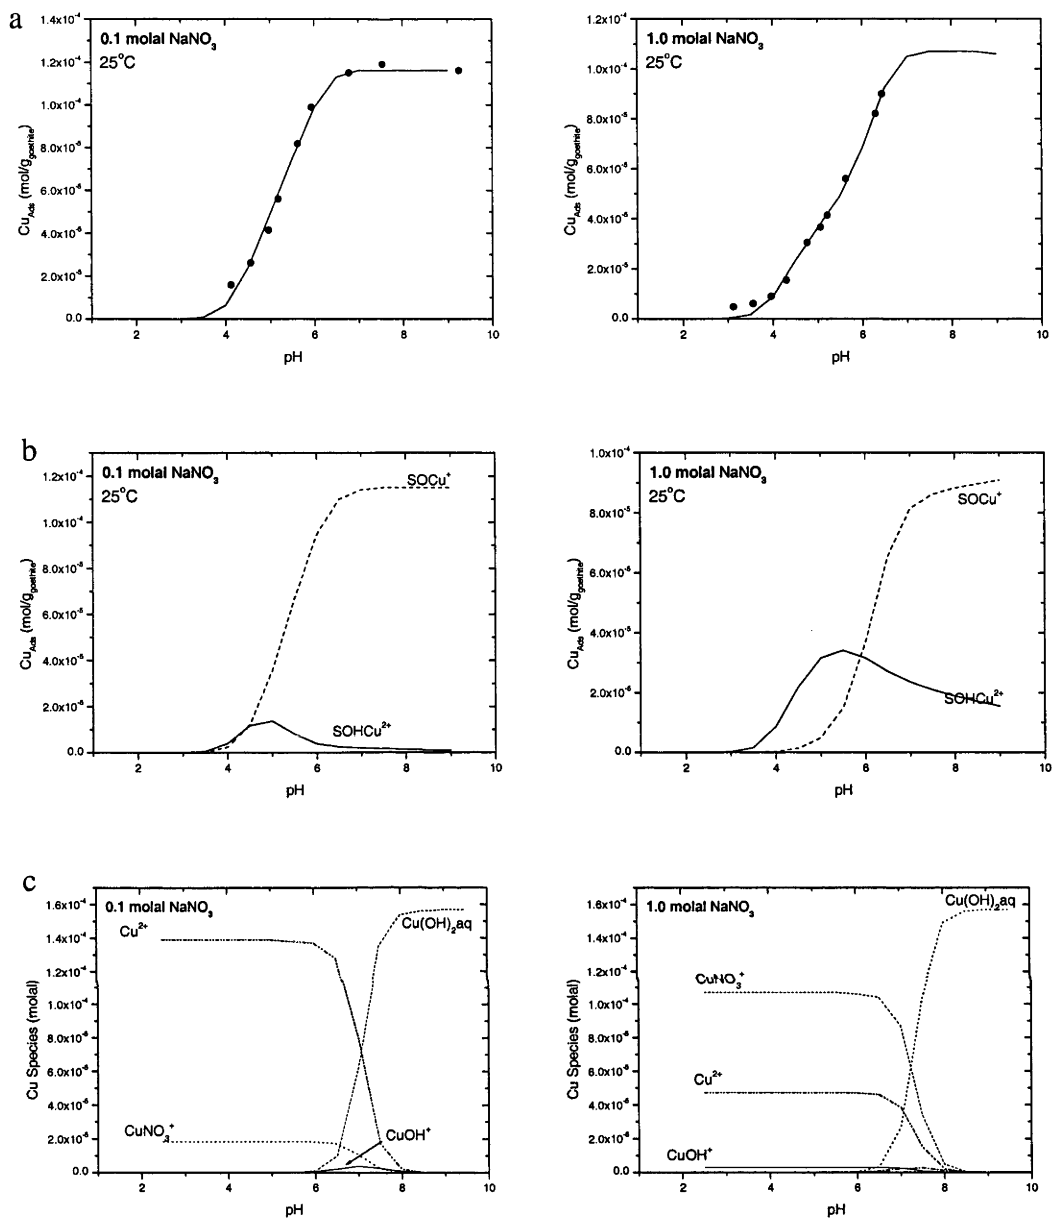 a
0.1 molal NaNO₃
25°C
1.4x10⁻⁴
1.2x10⁻⁴
1.0x10⁻⁴
8.0x10⁻⁵
6.0x10⁻⁵
4.0x10⁻⁵
2.0x10⁻⁵
0.0
Cu_Ads (mol/g_goethite)
2 4 6 8 10
pH
1.0 molal NaNO₃
25°C
1.2x10⁻⁴
1.0x10⁻⁴
8.0x10⁻⁵
6.0x10⁻⁵
4.0x10⁻⁵
2.0x10⁻⁵
0.0
Cu_Ads (mol/g_goethite)
2 4 6 8 10
pH
b
0.1 molal NaNO₃
25°C
SOCu⁺
SOHCu²⁺
1.2x10⁻⁴
1.0x10⁻⁴
8.0x10⁻⁵
6.0x10⁻⁵
4.0x10⁻⁵
2.0x10⁻⁵
0.0
Cu_Ads (mol/g_goethite)
2 4 6 8 10
pH
1.0 molal NaNO₃
25°C
SOCu⁺
SOHCu²⁺
1.0x10⁻⁴
8.0x10⁻⁵
6.0x10⁻⁵
4.0x10⁻⁵
2.0x10⁻⁵
0.0
Cu_Ads (mol/g_goethite)
2 4 6 8 10
pH
c
0.1 molal NaNO₃
Cu²⁺
Cu(OH)₂aq
CuNO₃⁺
CuOH⁺
1.6x10⁻⁴
1.4x10⁻⁴
1.2x10⁻⁴
1.0x10⁻⁴
8.0x10⁻⁵
6.0x10⁻⁵
4.0x10⁻⁵
2.0x10⁻⁵
0.0
Cu Species (molal)
2 4 6 8 10
pH
1.0 molal NaNO₃
Cu(OH)₂aq
CuNO₃⁺
Cu²⁺
CuOH⁺
1.6x10⁻⁴
1.4x10⁻⁴
1.2x10⁻⁴
1.0x10⁻⁴
8.0x10⁻⁵
6.0x10⁻⁵
4.0x10⁻⁵
2.0x10⁻⁵
0.0
Cu Species (molal)
2 4 6 8 10
pH